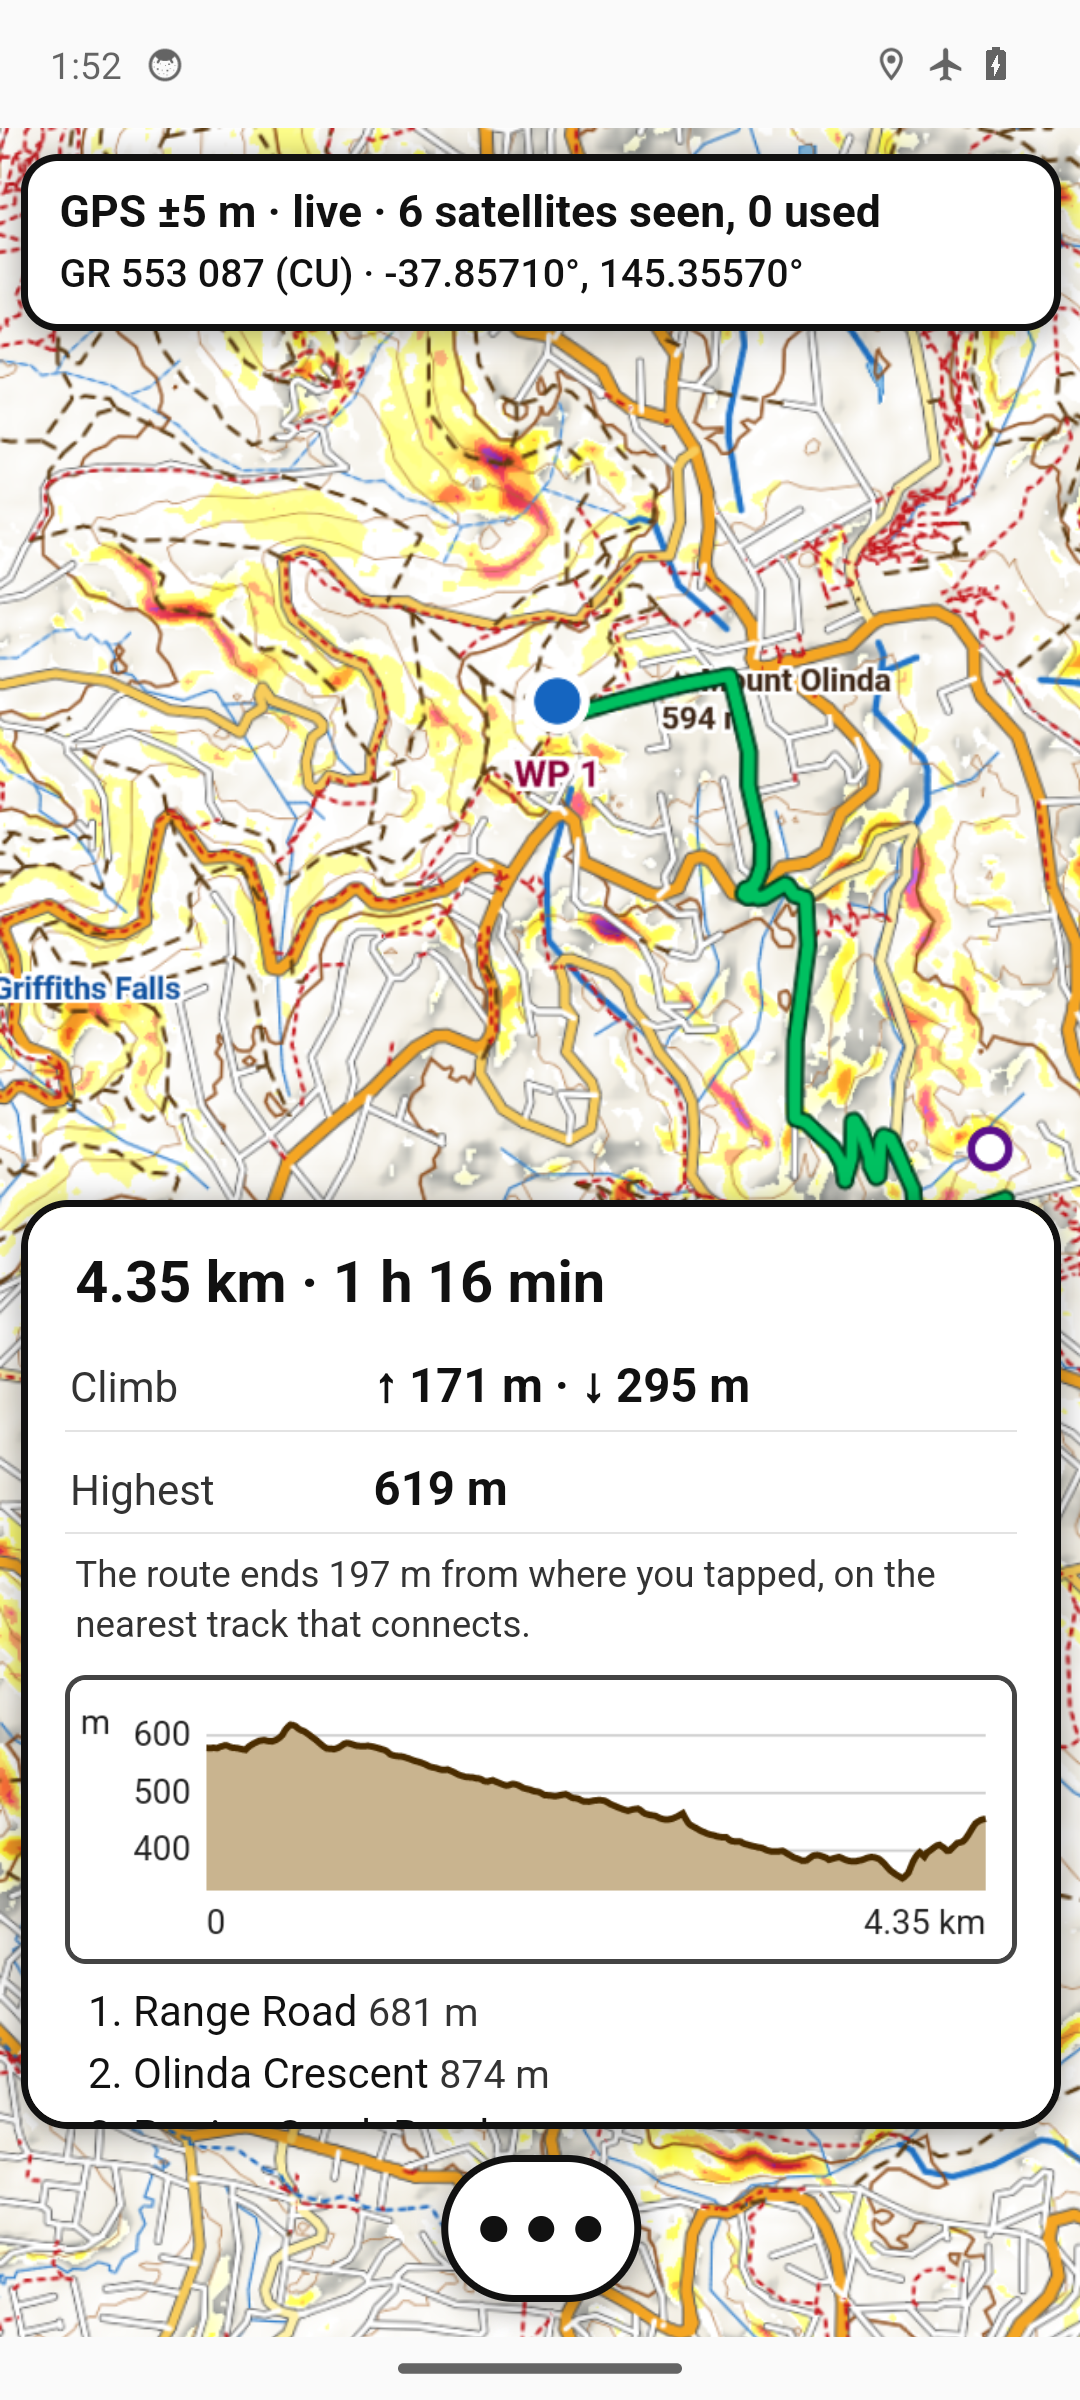 1:52
GPS ±5 m · live · 6 satellites seen, 0 used
GR 553 087 (CU) · -37.85710°, 145.35570°
Olinda
594
WP 1
Griffiths Falls
4.35 km · 1 h 16 min
Climb ↑ 171 m · ↓ 295 m
Highest 619 m
The route ends 197 m from where you tapped, on the
nearest track that connects.
m
600
500
400
0 4.35 km
1. Range Road 681 m
2. Olinda Crescent 874 m